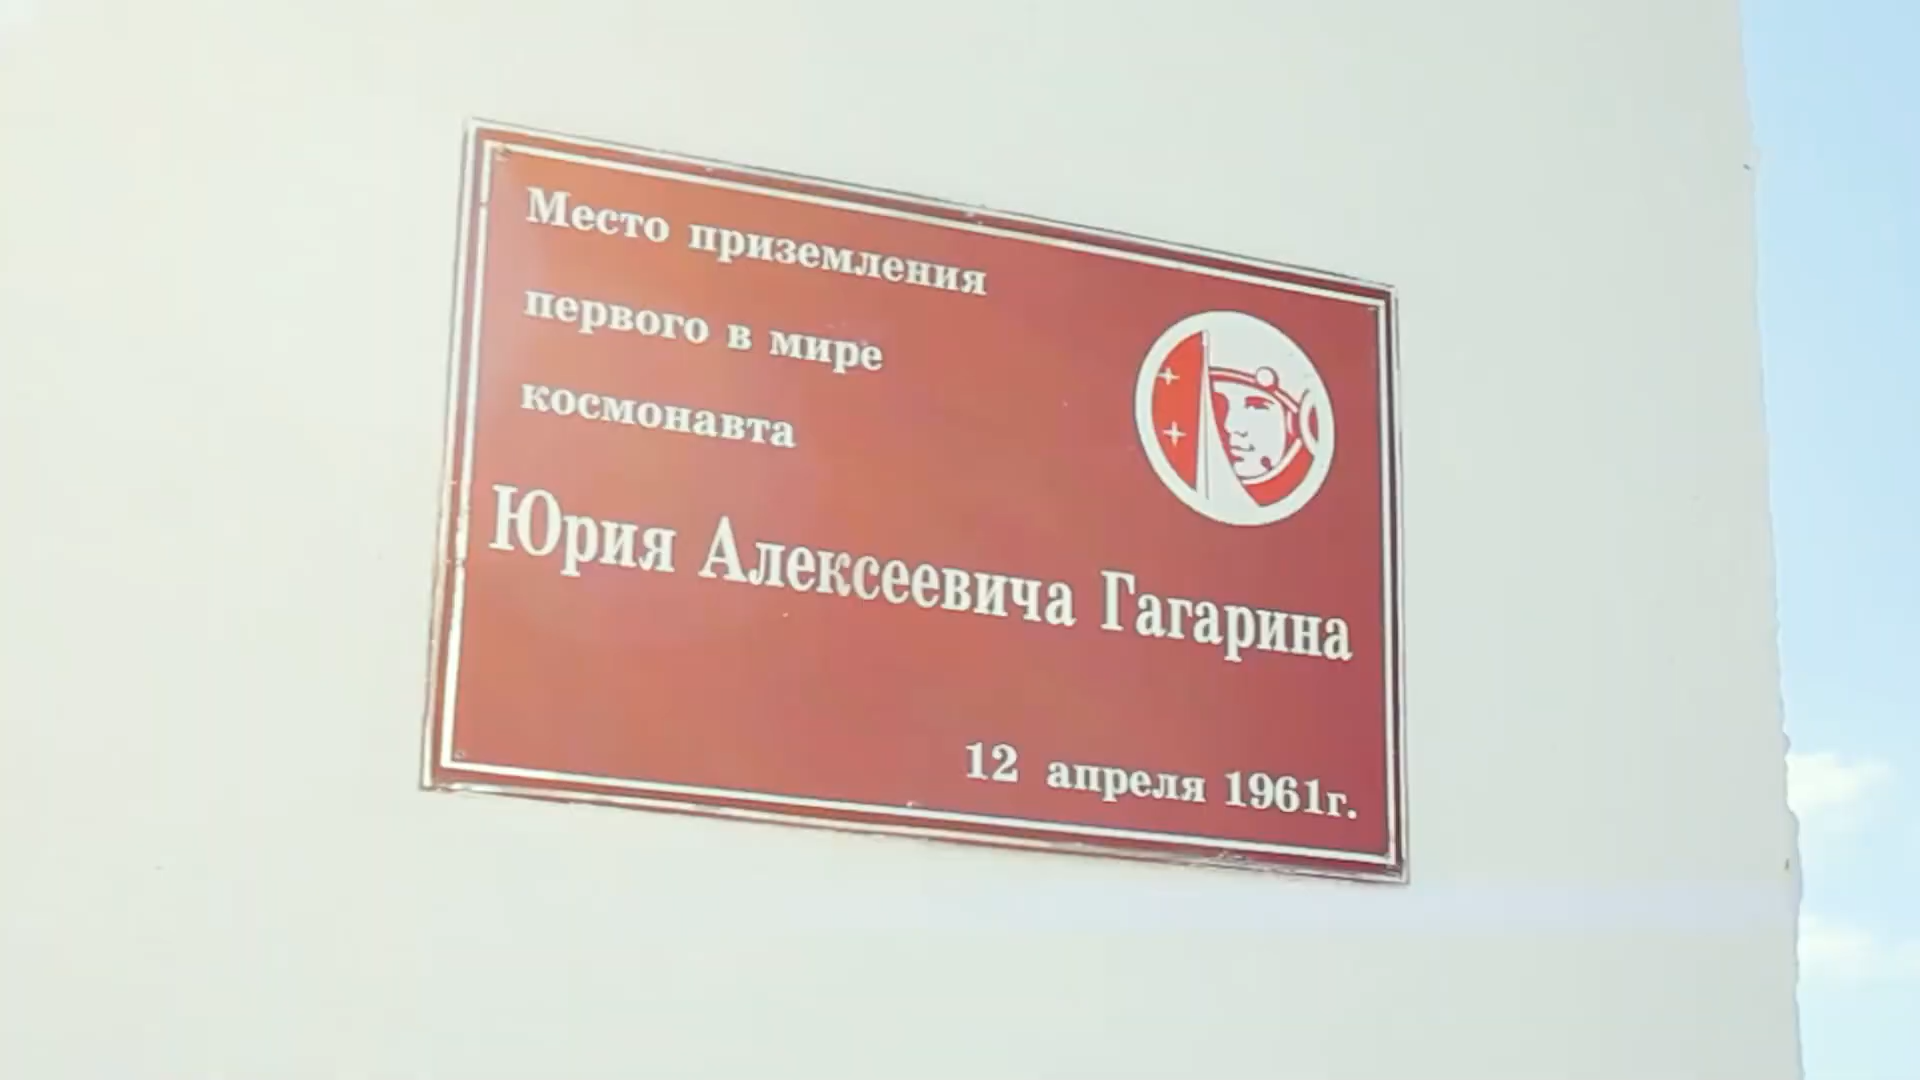 Место приземления
первого в мире
космонавта
Юрия Алексеевича Гагарина
12 апреля 1961г.